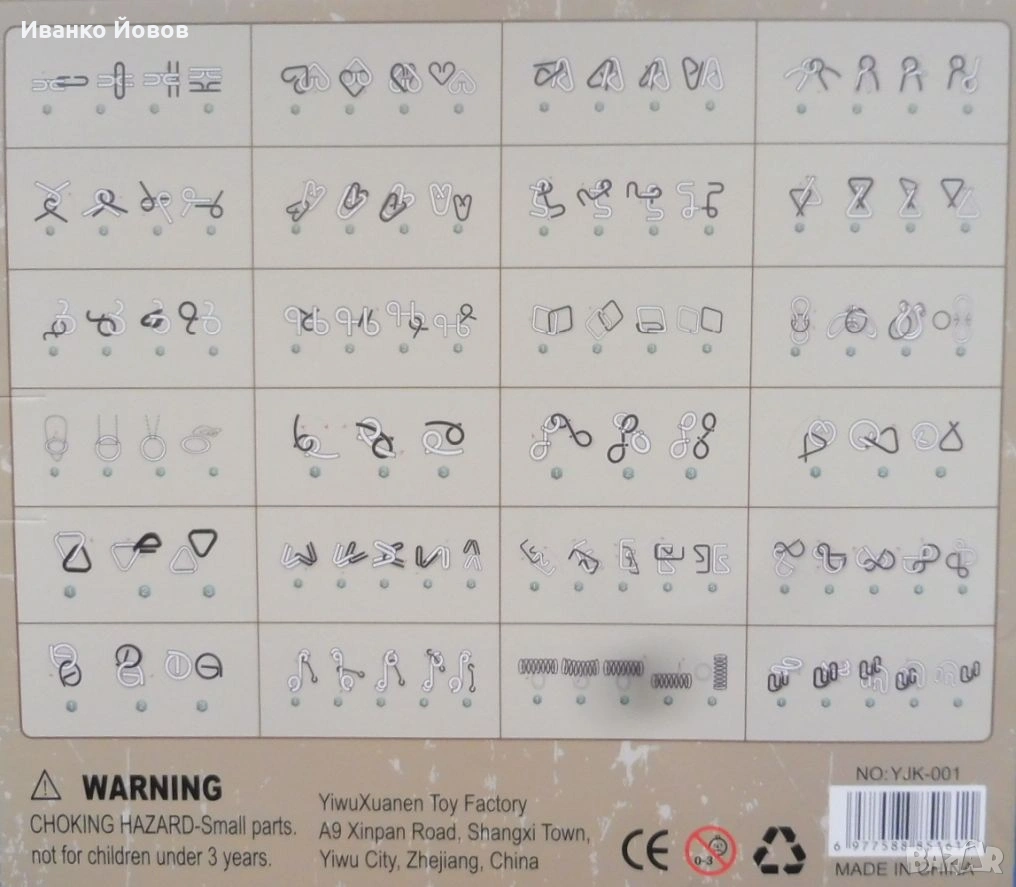 Иванко Йовов
WARNING
CHOKING HAZARD-Small parts.
not for children under 3 years.
YiwuXuanen Toy Factory
A9 Xinpan Road, Shangxi Town,
Yiwu City, Zhejiang, China
CE
0-3
NO:YJK-001
MADE IN CHINA
BAZAR